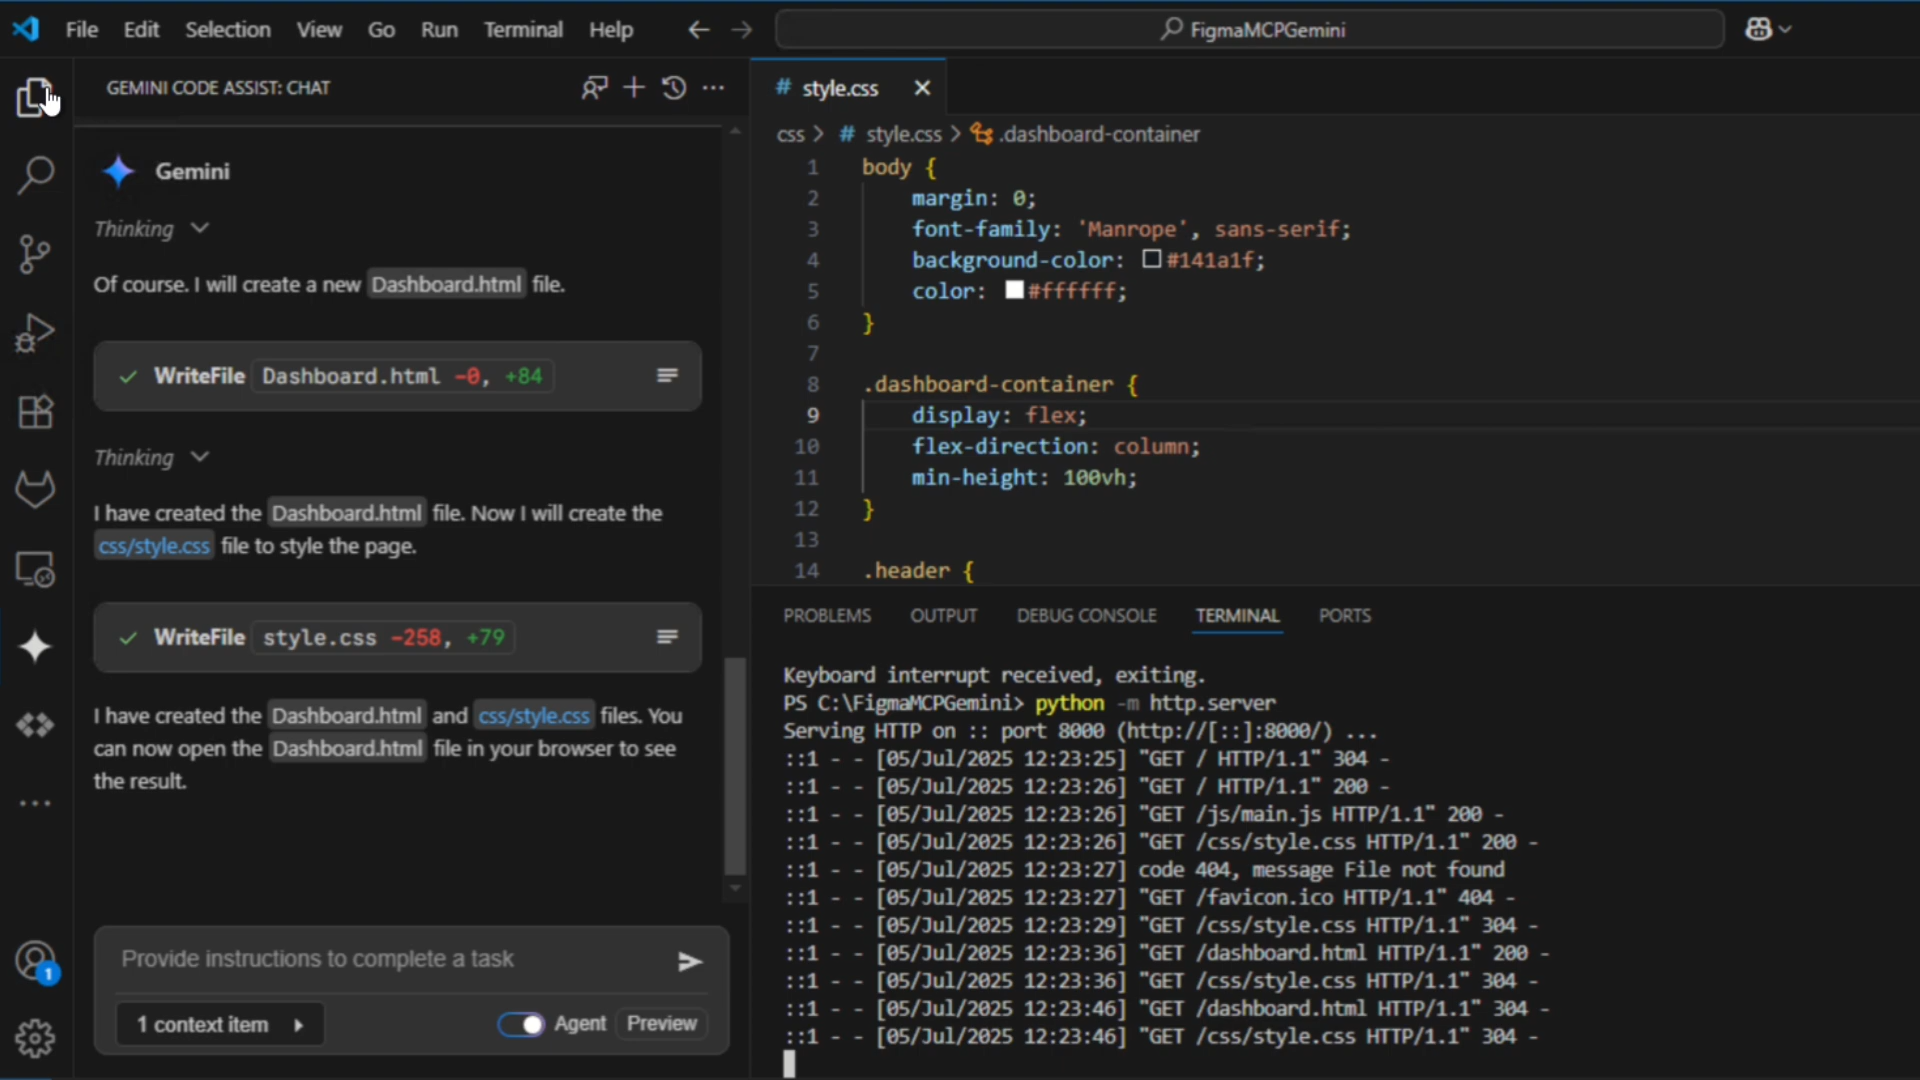 File Edit Selection View Go Run Terminal Help
FigmaMCPGemini
GEMINI CODE ASSIST: CHAT
Gemini
Thinking
Of course. I will create a new Dashboard.html file.
WriteFile Dashboard.html -0, +84
Thinking
I have created the Dashboard.html file. Now I will create the
css/style.css file to style the page.
WriteFile style.css -258, +79
I have created the Dashboard.html and css/style.css files. You
can now open the Dashboard.html file in your browser to see
the result.
Provide instructions to complete a task
1 context item
Agent Preview
1
# style.css
css > # style.css > .dashboard-container
1 body {
2 margin: 0;
3 font-family: 'Manrope', sans-serif;
4 background-color: #141a1f;
5 color: #ffffff;
6 }
7
8 .dashboard-container {
9 display: flex;
10 flex-direction: column;
11 min-height: 100vh;
12 }
13
14 .header {
PROBLEMS OUTPUT DEBUG CONSOLE TERMINAL PORTS
Keyboard interrupt received, exiting.
PS C:\FigmaMCPGemini> python -m http.server
Serving HTTP on :: port 8000 (http://[::]:8000/) ...
::1 - - [05/Jul/2025 12:23:25] "GET / HTTP/1.1" 304 -
::1 - - [05/Jul/2025 12:23:26] "GET / HTTP/1.1" 200 -
::1 - - [05/Jul/2025 12:23:26] "GET /js/main.js HTTP/1.1" 200 -
::1 - - [05/Jul/2025 12:23:26] "GET /css/style.css HTTP/1.1" 200 -
::1 - - [05/Jul/2025 12:23:27] code 404, message File not found
::1 - - [05/Jul/2025 12:23:27] "GET /favicon.ico HTTP/1.1" 404 -
::1 - - [05/Jul/2025 12:23:29] "GET /css/style.css HTTP/1.1" 304 -
::1 - - [05/Jul/2025 12:23:36] "GET /dashboard.html HTTP/1.1" 200 -
::1 - - [05/Jul/2025 12:23:36] "GET /css/style.css HTTP/1.1" 304 -
::1 - - [05/Jul/2025 12:23:46] "GET /dashboard.html HTTP/1.1" 304 -
::1 - - [05/Jul/2025 12:23:46] "GET /css/style.css HTTP/1.1" 304 -